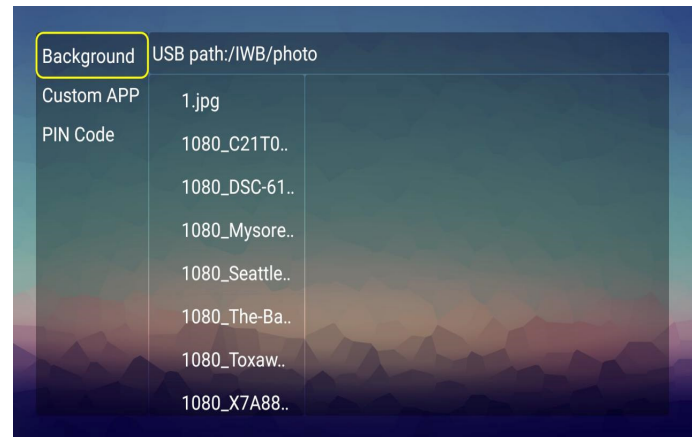 Background
USB path:/IWB/photo
Custom APP
PIN Code
1.jpg
1080_C21T0..
1080_DSC-61..
1080_Mysore..
1080_Seattle..
1080_The-Ba..
1080_Toxaw..
1080_X7A88..